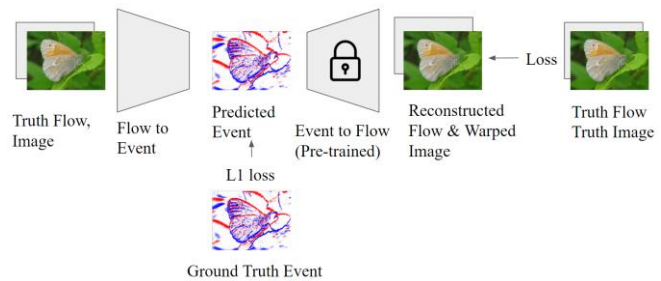 Truth Flow,
Image
Flow to
Event
Predicted
Event
Event to Flow
(Pre-trained)
Reconstructed
Flow & Warped
Image
Loss
Truth Flow
Truth Image
L1 loss
Ground Truth Event